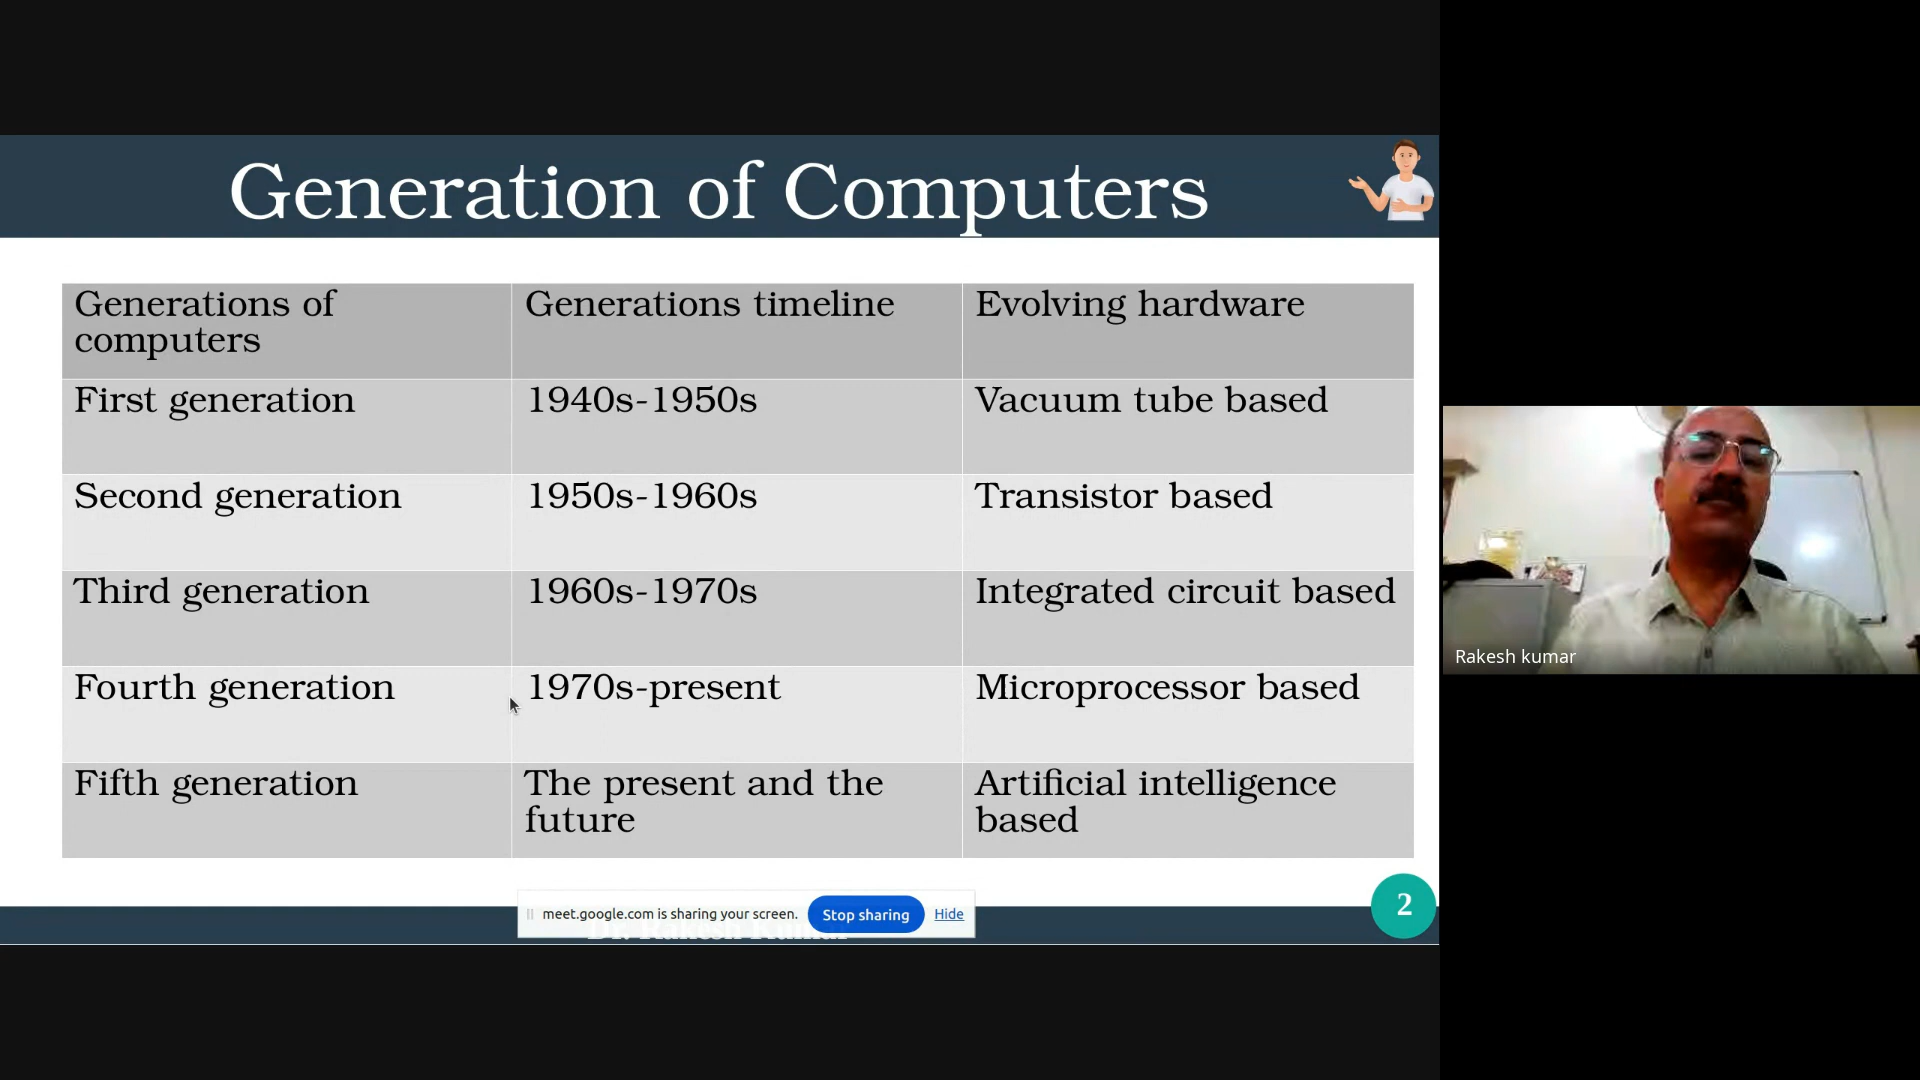 Generation of Computers
Generations of computers
Generations timeline
Evolving hardware
First generation
1940s-1950s
Vacuum tube based
Second generation
1950s-1960s
Transistor based
Third generation
1960s-1970s
Integrated circuit based
Fourth generation
1970s-present
Microprocessor based
Fifth generation
The present and the
future
Artificial intelligence
based
meet.google.com is sharing your screen.
Stop sharing
Hide
2
Dr. Rakesh Kumar
Rakesh kumar